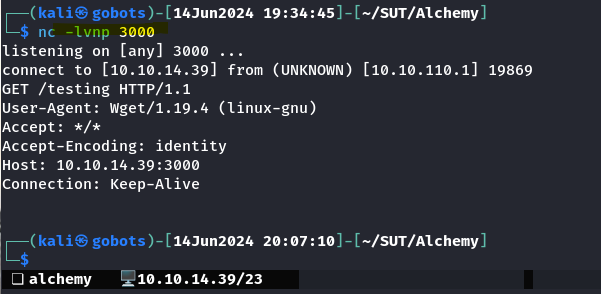 ┌──(kali㉿gobots)-[14Jun2024 19:34:45]-[~/SUT/Alchemy]
└─$ nc -lvnp 3000
listening on [any] 3000 ...
connect to [10.10.14.39] from (UNKNOWN) [10.10.110.1] 19869
GET /testing HTTP/1.1
User-Agent: Wget/1.19.4 (linux-gnu)
Accept: */*
Accept-Encoding: identity
Host: 10.10.14.39:3000
Connection: Keep-Alive
┌──(kali㉿gobots)-[14Jun2024 20:07:10]-[~/SUT/Alchemy]
└─$
❏ alchemy 🖥️10.10.14.39/23